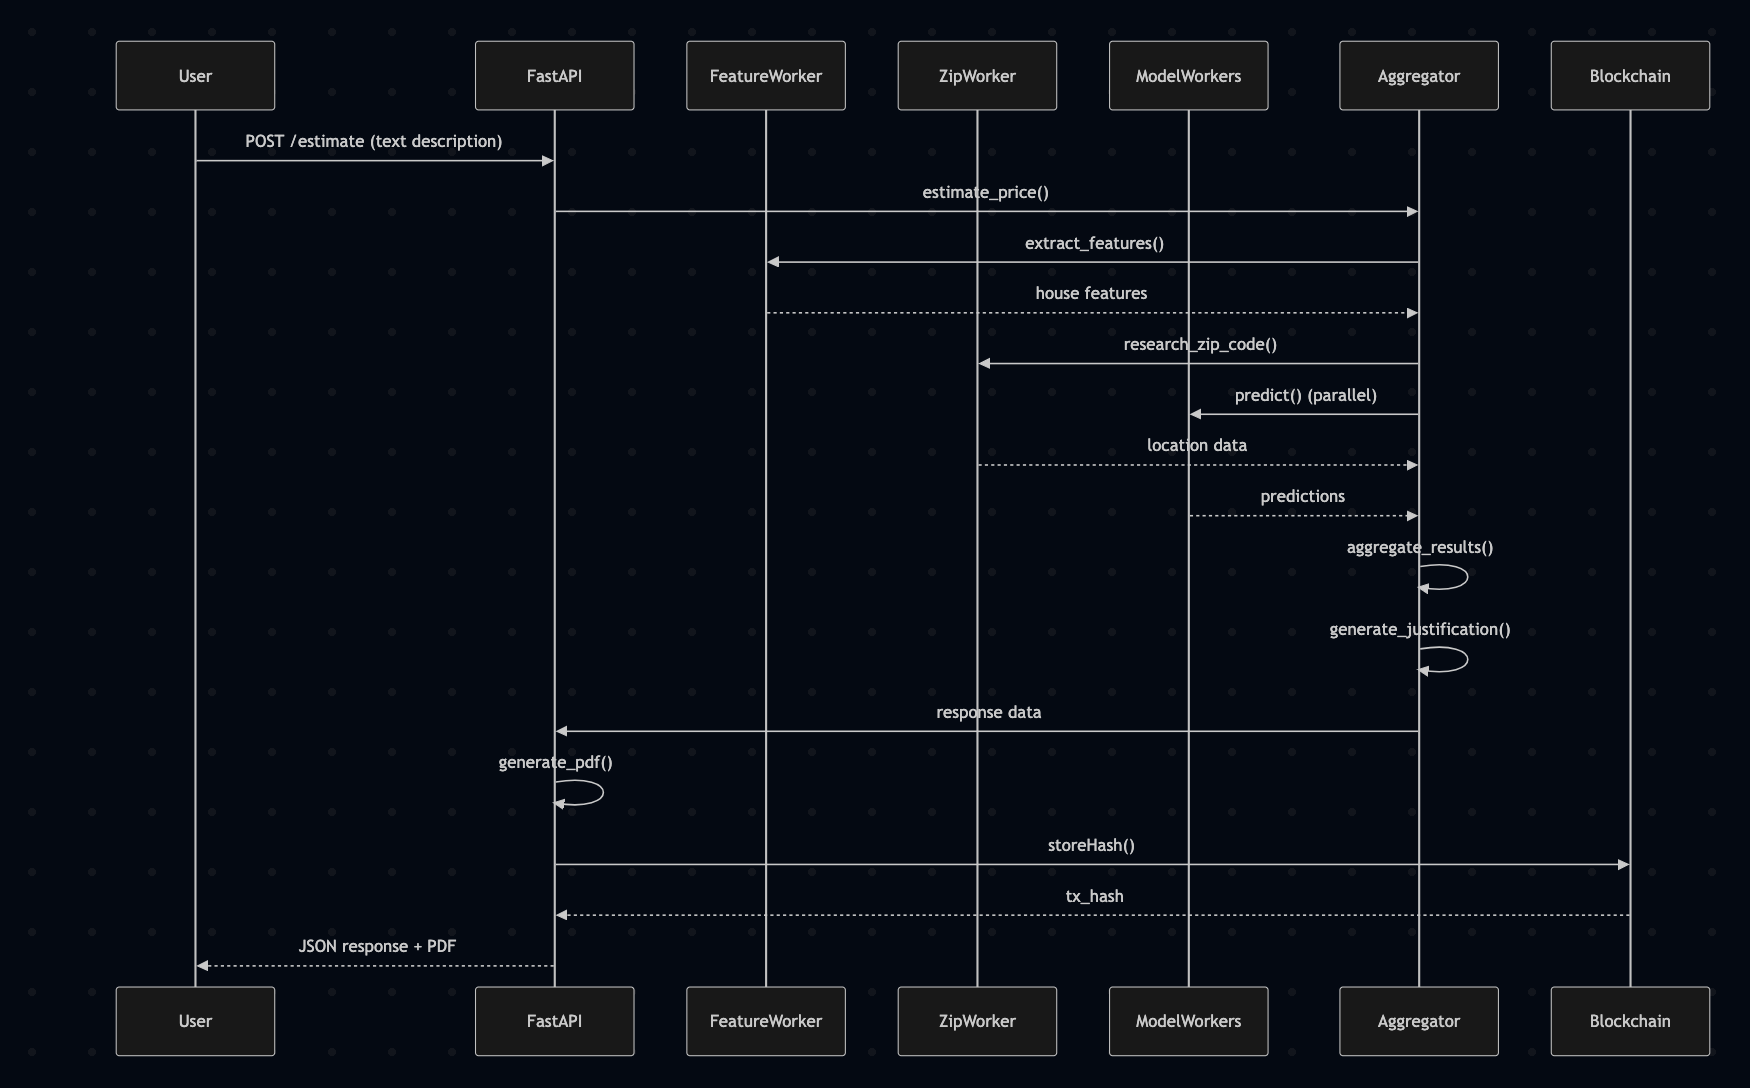 User
FastAPI
FeatureWorker
ZipWorker
ModelWorkers
Aggregator
Blockchain
POST /estimate (text description)
estimate_price()
extract_features()
house features
research_zip_code()
predict() (parallel)
location data
predictions
aggregate_results()
generate_justification()
response data
generate_pdf()
storeHash()
tx_hash
JSON response + PDF
User
FastAPI
FeatureWorker
ZipWorker
ModelWorkers
Aggregator
Blockchain